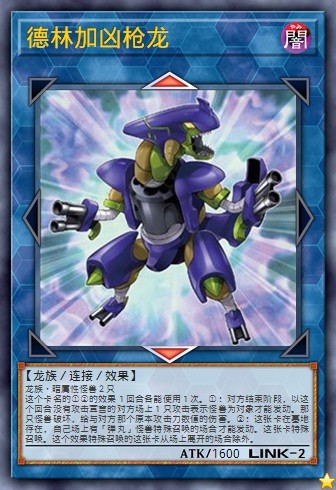 德林加凶枪龙
闇
【龙族／连接／效果】
龙族·暗属性怪兽２只
这个卡名的①②的效果１回合各能使用１次。①：对方结束阶段，以这
个回合没有攻击宣言的对方场上１只攻击表示怪兽为对象才能发动。那
只怪兽破坏，给与对方那个原本攻击力数值的伤害。②：这张卡在墓地
存在，自己场上有「弹丸」怪兽特殊召唤的场合才能发动。这张卡特殊
召唤。这个效果特殊召唤的这张卡从场上离开的场合除外。
ATK/1600 LINK-2